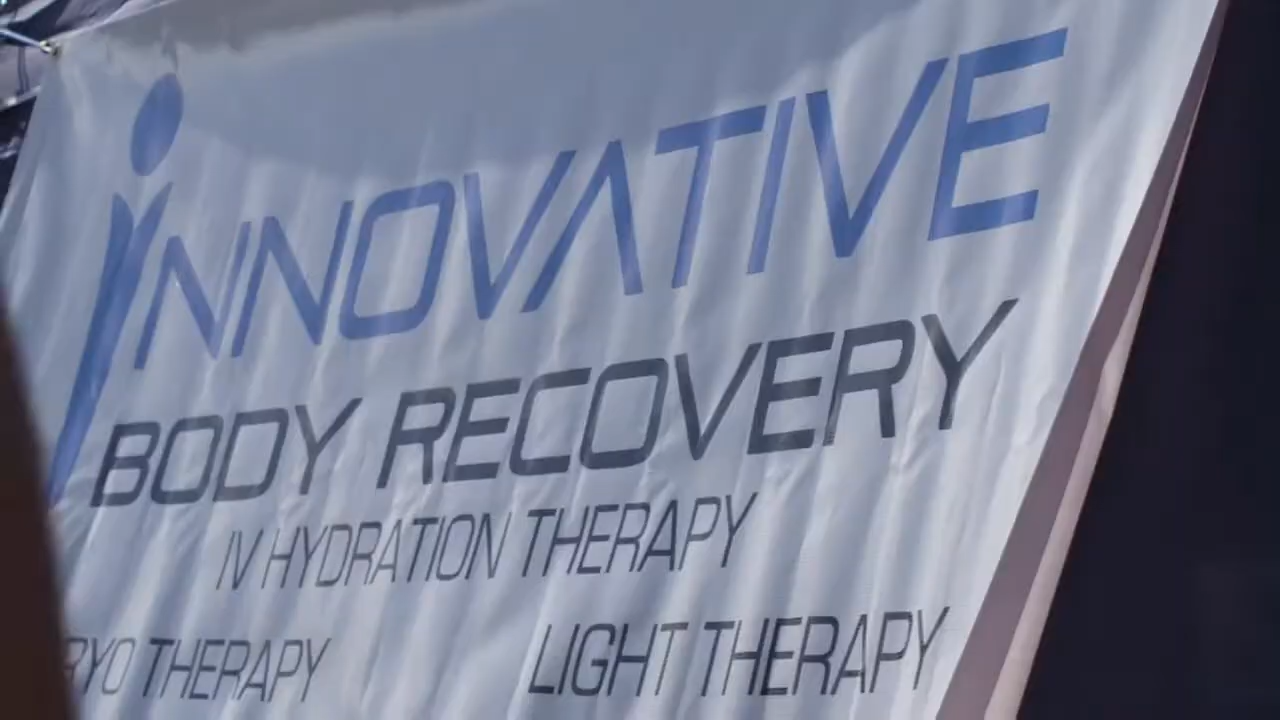 INNOVATIVE
BODY RECOVERY
IV HYDRATION THERAPY
RYO THERAPY LIGHT THERAPY